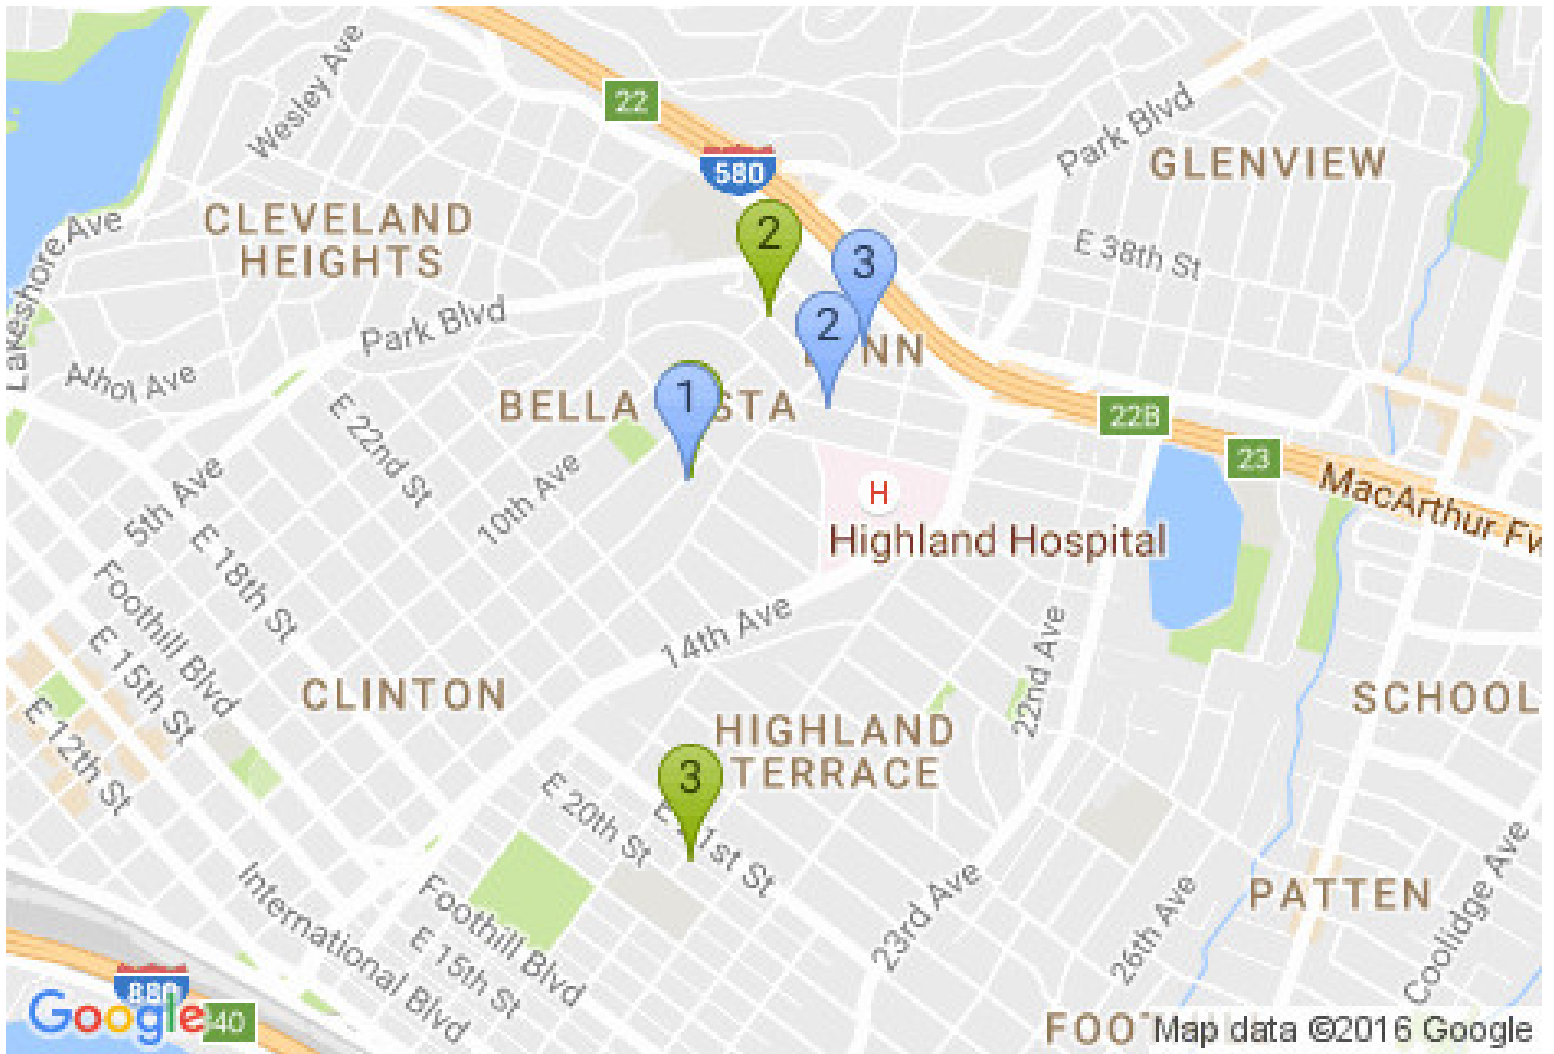 Wesley Ave
22
580
Park Blvd
GLENVIEW
CLEVELAND
HEIGHTS
2
3
E 38th St
Lakeshore Ave
Park Blvd
2
NN
Athol Ave
BELLA
1
STA
22B
E 22nd St
23
5th Ave
10th Ave
H
MacArthur Fw
Highland Hospital
E 18th St
Foothill Blvd
E 15th St
14th Ave
22nd Ave
CLINTON
SCHOOL
E 12th St
HIGHLAND
TERRACE
3
E 20th St
1st St
International Blvd
Foothill Blvd
E 15th St
23rd Ave
26th Ave
PATTEN
Coolidge Ave
880
Google
40
FOOT
Map data ©2016 Google